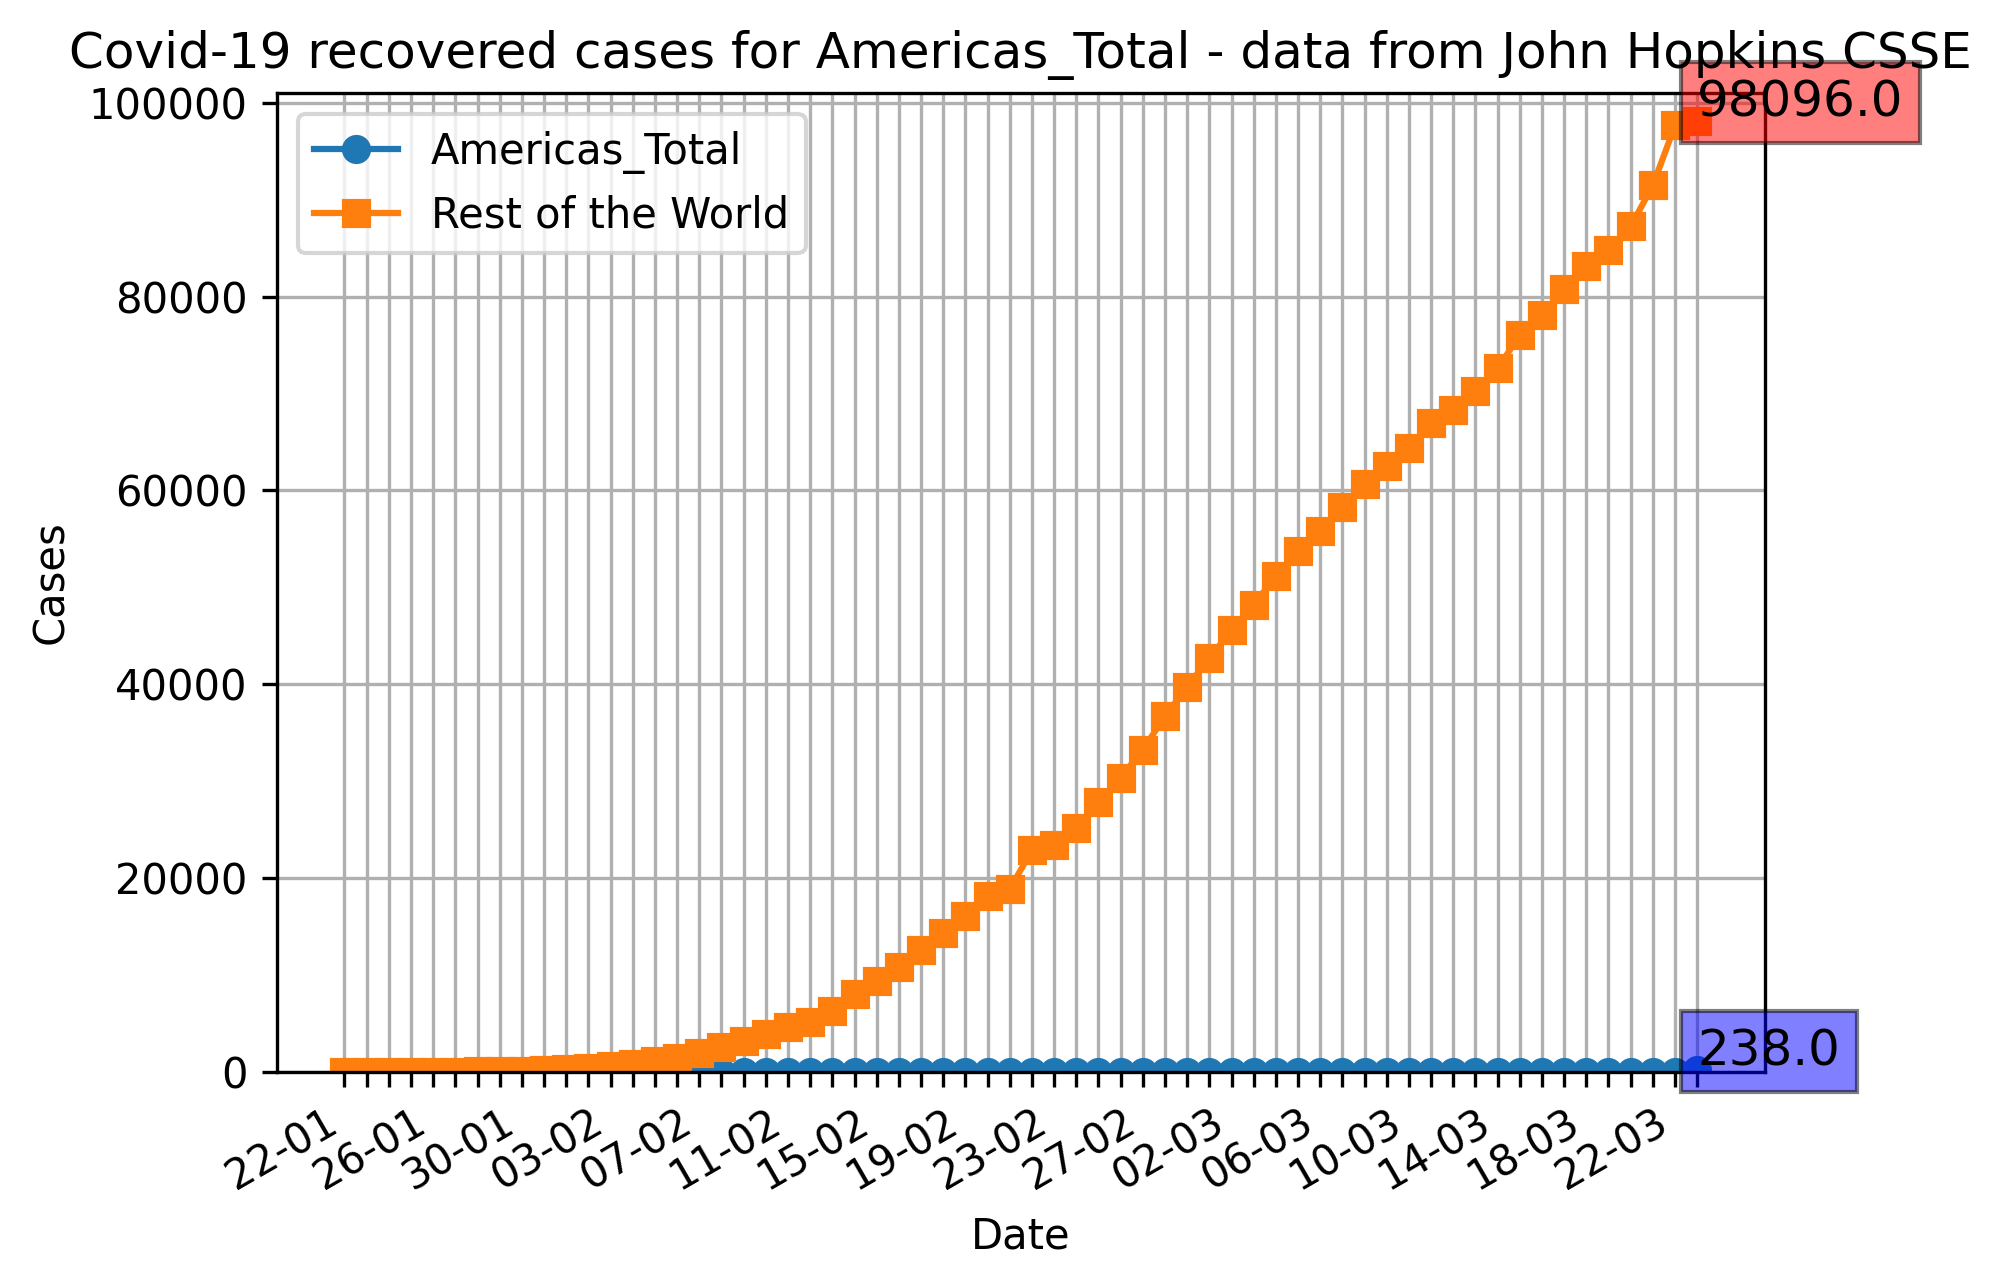 Covid-19 recovered cases for Americas_Total - data from John Hopkins CSSE
98096.0
100000
Americas_Total
Rest of the World
80000
60000
Cases
40000
20000
238.0
0
22-01 26-01 30-01 03-02 07-02 11-02 15-02 19-02 23-02 27-02 02-03 06-03 10-03 14-03 18-03 22-03
Date